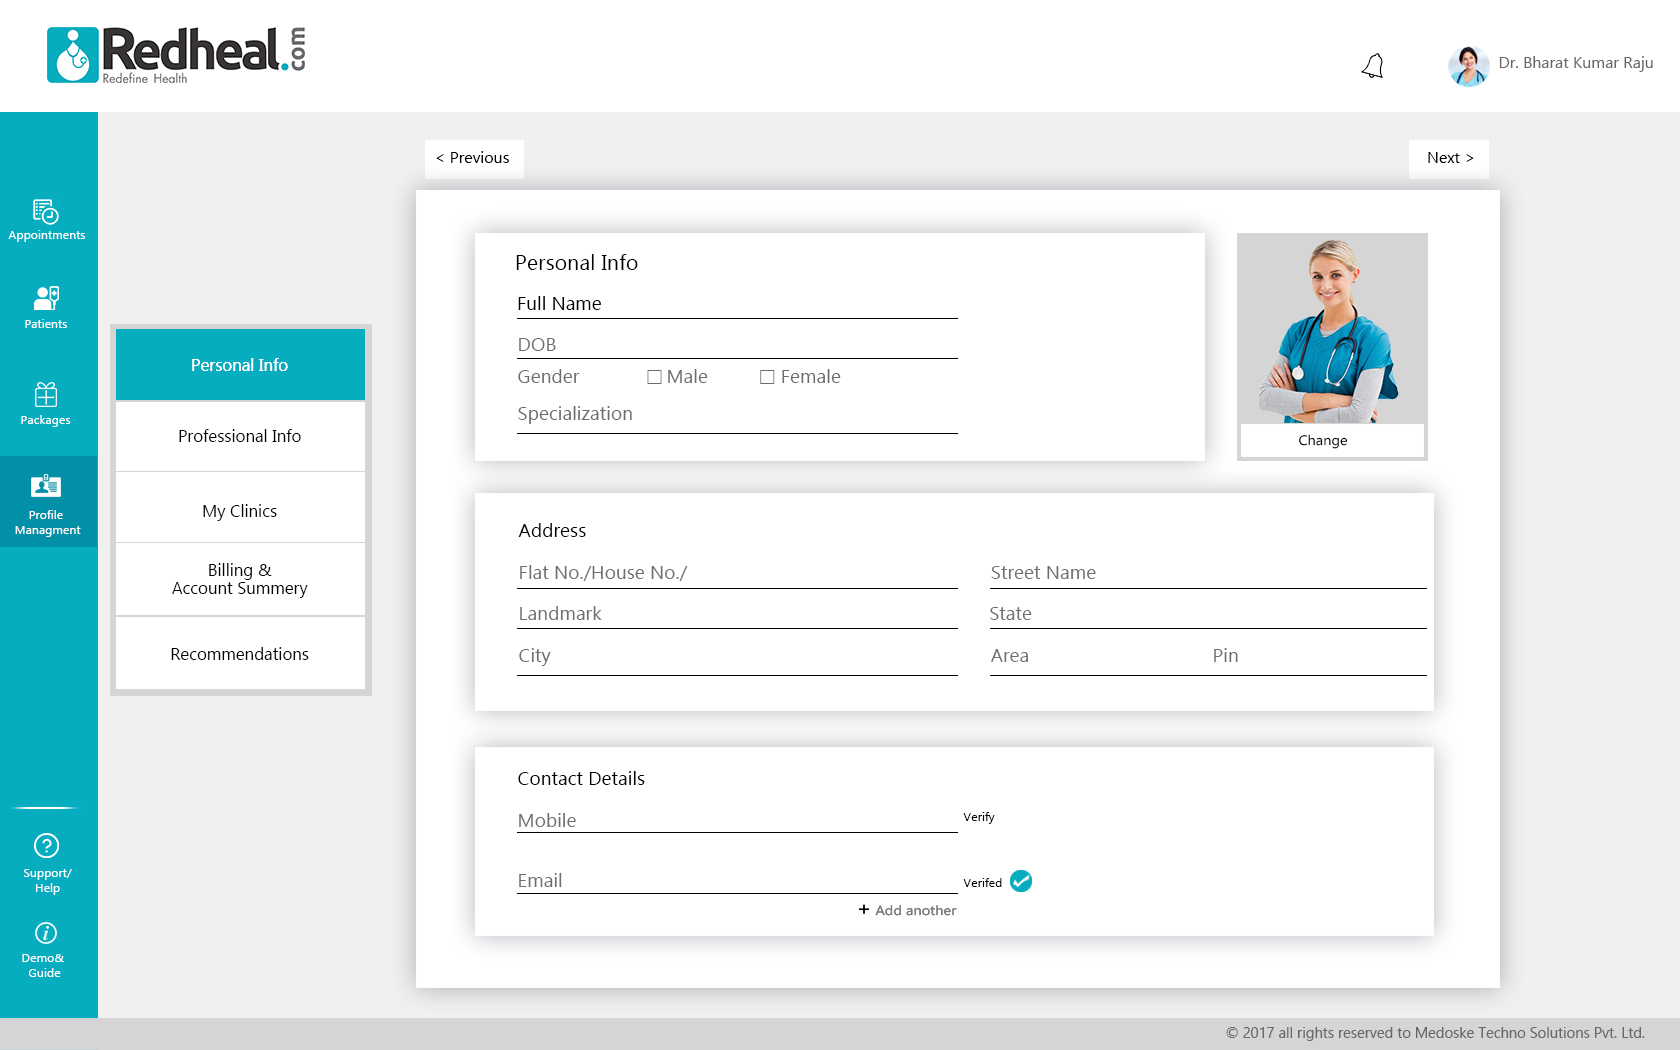 Redheal.com
Redefine Health
Dr. Bharat Kumar Raju
< Previous
Next >
Appointments
Patients
Packages
Profile
Managment
Support/
Help
Demo&
Guide
Personal Info
Professional Info
My Clinics
Billing &
Account Summery
Recommendations
Personal Info
Full Name
DOB
Gender Male Female
Specialization
Change
Address
Flat No./House No./ Street Name
Landmark State
City Area Pin
Contact Details
Mobile Verify
Email Verifed
+ Add another
© 2017 all rights reserved to Medoske Techno Solutions Pvt. Ltd.